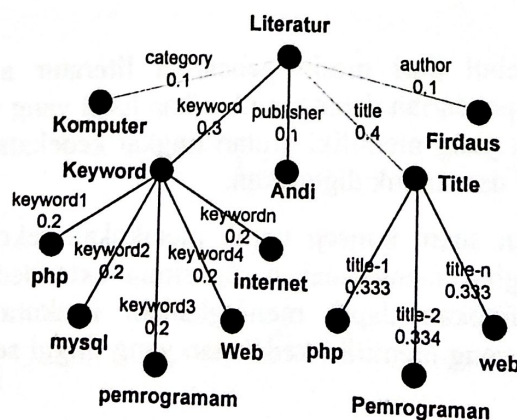 Literatur
category
0.1
author
0.1
keyword
0.3
publisher
0.1
title
0.4
Komputer
Firdaus
Keyword
Andi
Title
keyword1
0.2
keywordn
0.2
keyword2
0.2
keyword4
0.2
title-1
0.333
title-n
0.333
php
internet
keyword3
0.2
title-2
0.334
mysql
Web
php
web
pemrogramam
Pemrograman